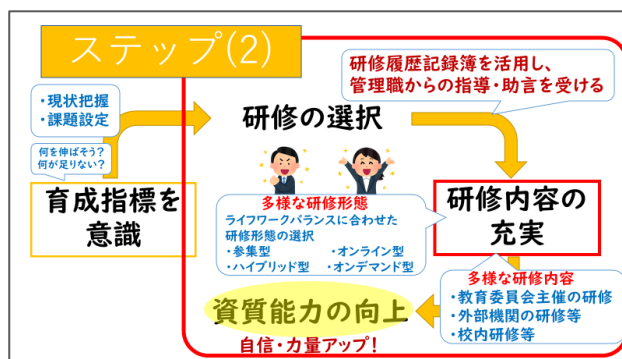 ステップ(2)
研修履歴記録簿を活用し、
管理職からの指導・助言を受ける
・現状把握
・課題設定
研修の選択
何を伸ばそう?
何が足りない?
育成指標を
意識
多様な研修形態
ライフワークバランスに合わせた
研修形態の選択
・参集型 ・オンライン型
・ハイブリッド型 ・オンデマンド型
研修内容の
充実
多様な研修内容
・教育委員会主催の研修
・外部機関の研修等
・校内研修等
資質能力の向上
自信・力量アップ!